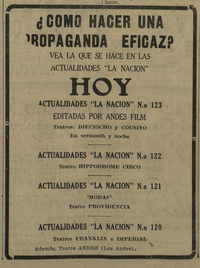 ¿COMO HACER UNA
PROPAGANDA EFICAZ?
VEA LA QUE SE HACE EN LAS
ACTUALIDADES "LA NACION"
HOY
ACTUALIDADES "LA NACION" N.o 123
EDITADAS POR ANDES FILM
Teatros: DIECIOCHO y COUSIÑO
En vermouth y noche
ACTUALIDADES "LA NACION" N.o 122
Teatro HIPPODROME CIRCO
ACTUALIDADES "LA NACION" N.o 121
"MODAS"
Teatro PROVIDENCIA
ACTUALIDADES "LA NACION" N.o 120
Teatros FRANKLIN e IMPERIAL
Además, Teatro ANDES (Los Andes).